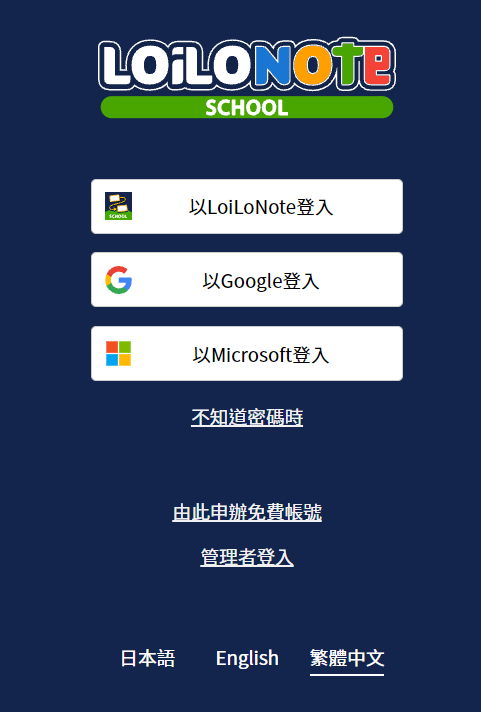 LOiLONOTE
SCHOOL
SCHOOL
以LoiLoNote登入
以Google登入
以Microsoft登入
不知道密碼時
由此申辦免費帳號
管理者登入
日本語 English 繁體中文